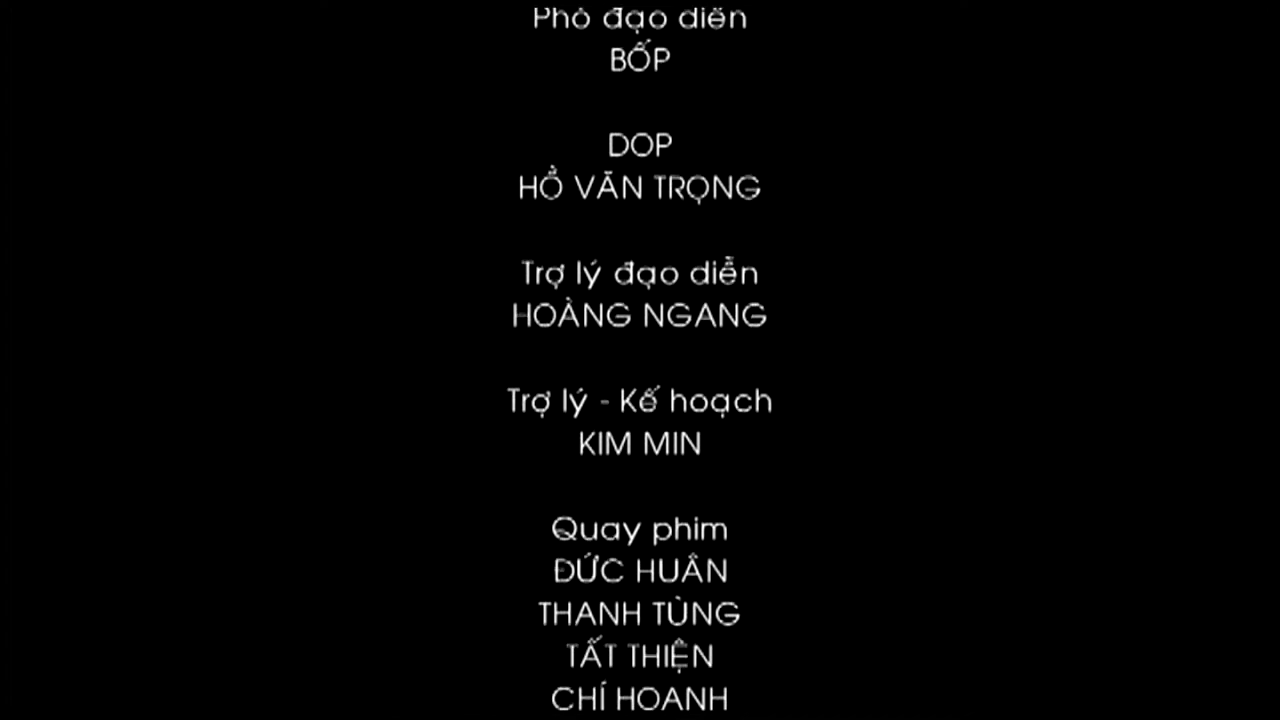 Phó đạo diễn
BỐP
DOP
HỒ VĂN TRỌNG
Trợ lý đạo diễn
HOÀNG NGANG
Trợ lý - Kế hoạch
KIM MIN
Quay phim
ĐỨC HUÂN
THANH TÙNG
TẤT THIỆN
CHÍ HOANH